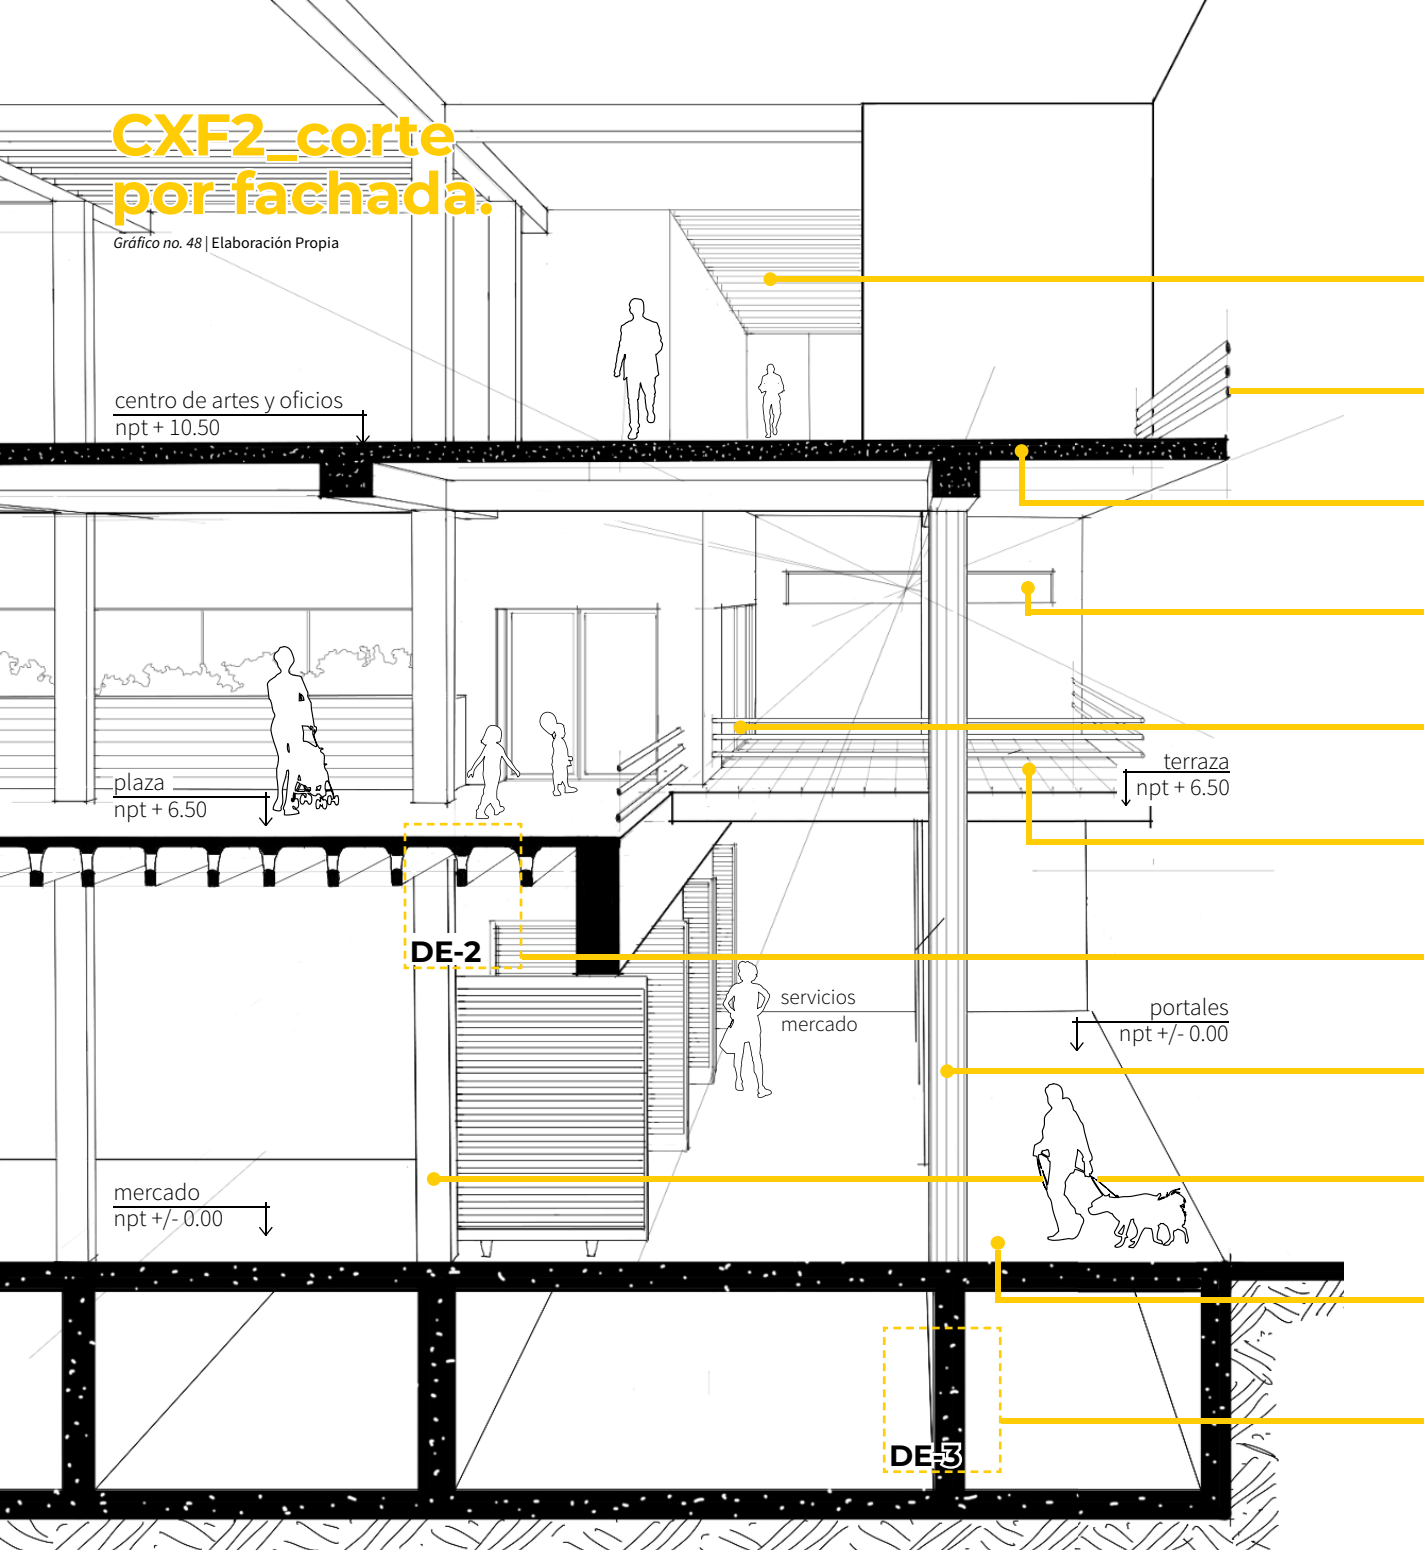 CXF2_corte
por fachada.
Gráfico no. 48 | Elaboración Propia
centro de artes y oficios
npt + 10.50
plaza
npt + 6.50
terraza
npt + 6.50
DE-2
servicios
mercado
portales
npt +/- 0.00
mercado
npt +/- 0.00
DE-3